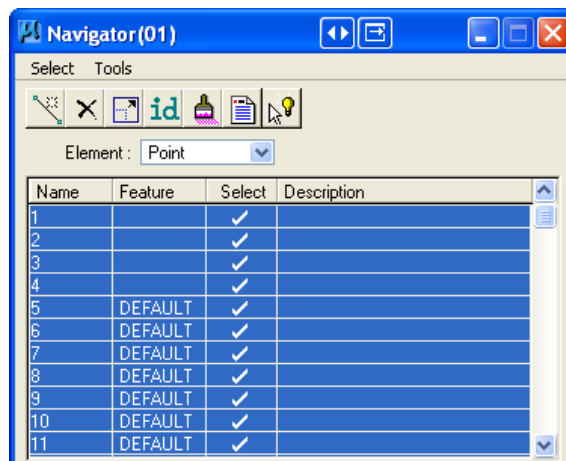 Navigator(01)
Select Tools
id
Element : Point
Name Feature Select Description
1
2
3
4
5 DEFAULT
6 DEFAULT
7 DEFAULT
8 DEFAULT
9 DEFAULT
10 DEFAULT
11 DEFAULT